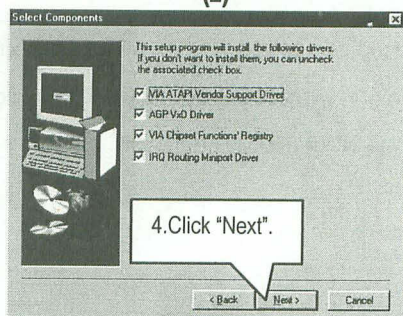 Select Components
This setup program will install the following drivers.
If you don't want to install them, you can uncheck
the associated check box.
VIA ATAPI Vendor Support Driver
AGP VxD Driver
VIA Chipset Functions' Registry
IRQ Routing Miniport Driver
4.Click "Next".
< Back Next > Cancel